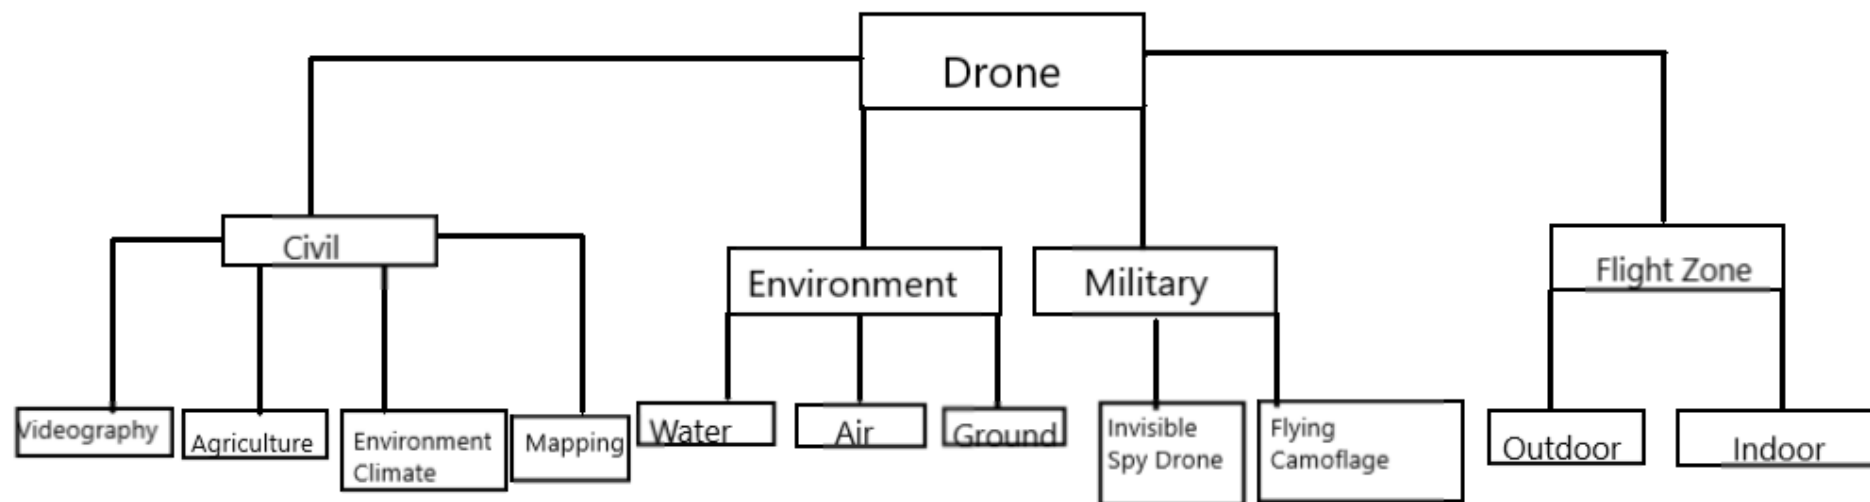 Drone
Civil
Environment
Military
Flight Zone
Videography
Agriculture
Environment
Climate
Mapping
Water
Air
Ground
Invisible
Spy Drone
Flying
Camoflage
Outdoor
Indoor